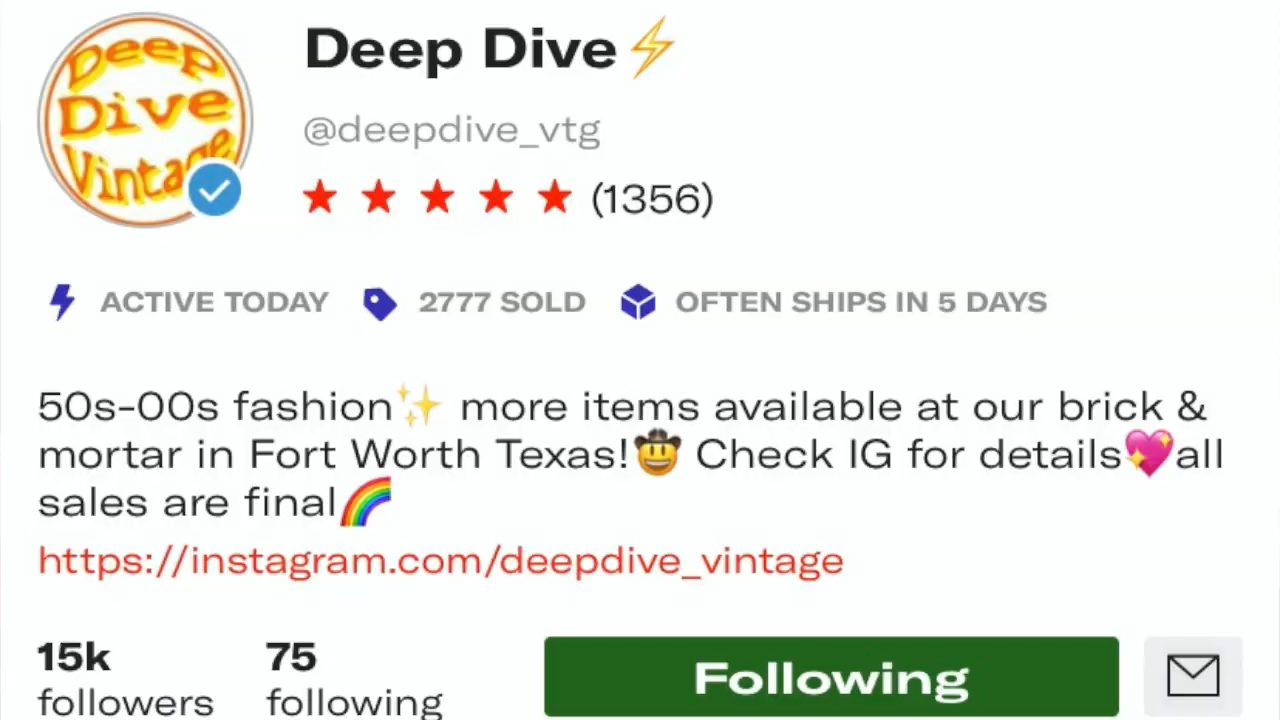 Deep
Dive
Vintage
Deep Dive⚡
@deepdive_vtg
(1356)
ACTIVE TODAY 2777 SOLD OFTEN SHIPS IN 5 DAYS
50s-00s fashion✨ more items available at our brick &
mortar in Fort Worth Texas!🤠 Check IG for details💖all
sales are final🌈
https://instagram.com/deepdive_vintage
15k 75
followers following
Following